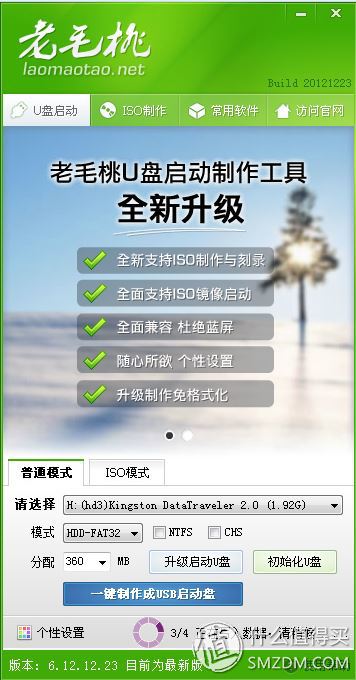 老毛桃
laomaotao.net
Build 20121223
U盘启动
ISO制作
常用软件
访问官网
老毛桃U盘启动制作工具
全新升级
全新支持ISO制作与刻录
全面支持ISO镜像启动
全面兼容 杜绝蓝屏
随心所欲 个性设置
升级制作免格式化
普通模式
ISO模式
请选择
H:(hd3)Kingston DataTraveler 2.0 (1.92G)
模式
HDD-FAT32
NTFS
CHS
分配
360
MB
升级启动U盘
初始化U盘
一键制作成USB启动盘
个性设置
3/4
数据
请稍候
什么值得买
版本: 6.12.12.23 目前为最新版
SMZDM.COM